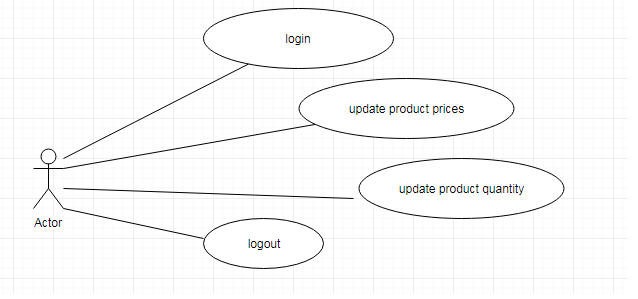 login
update product prices
update product quantity
Actor
logout